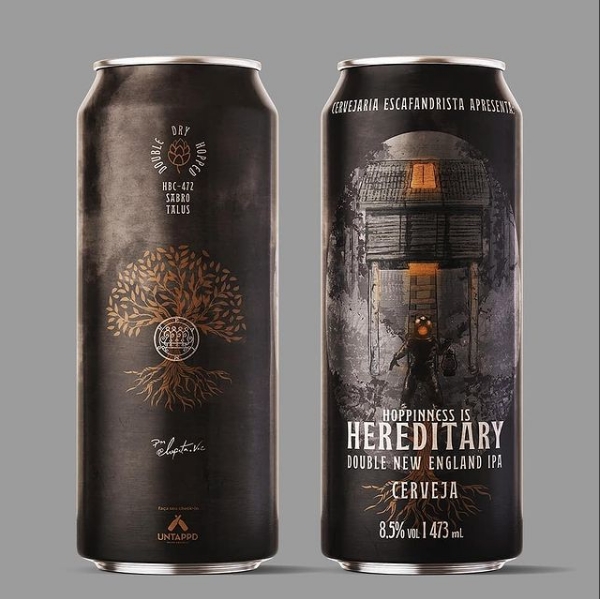 DOUBLE DRY HOPPED
HBC-472
SABRO
TALUS
UNTAPPD
CERVEJARIA ESCAFANDRISTA APRESENTA:
HOPPINNESS IS
HEREDITARY
DOUBLE NEW ENGLAND IPA
CERVEJA
8.5% VOL | 473 mL